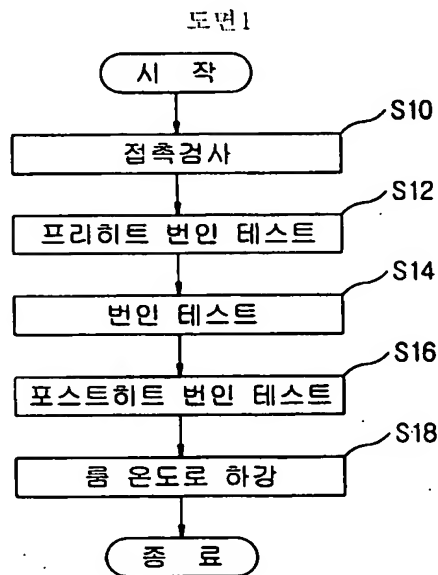 도면1
시 작
S10
접촉검사
S12
프리히트 번인 테스트
S14
번인 테스트
S16
포스트히트 번인 테스트
S18
룸 온도로 하강
종 료